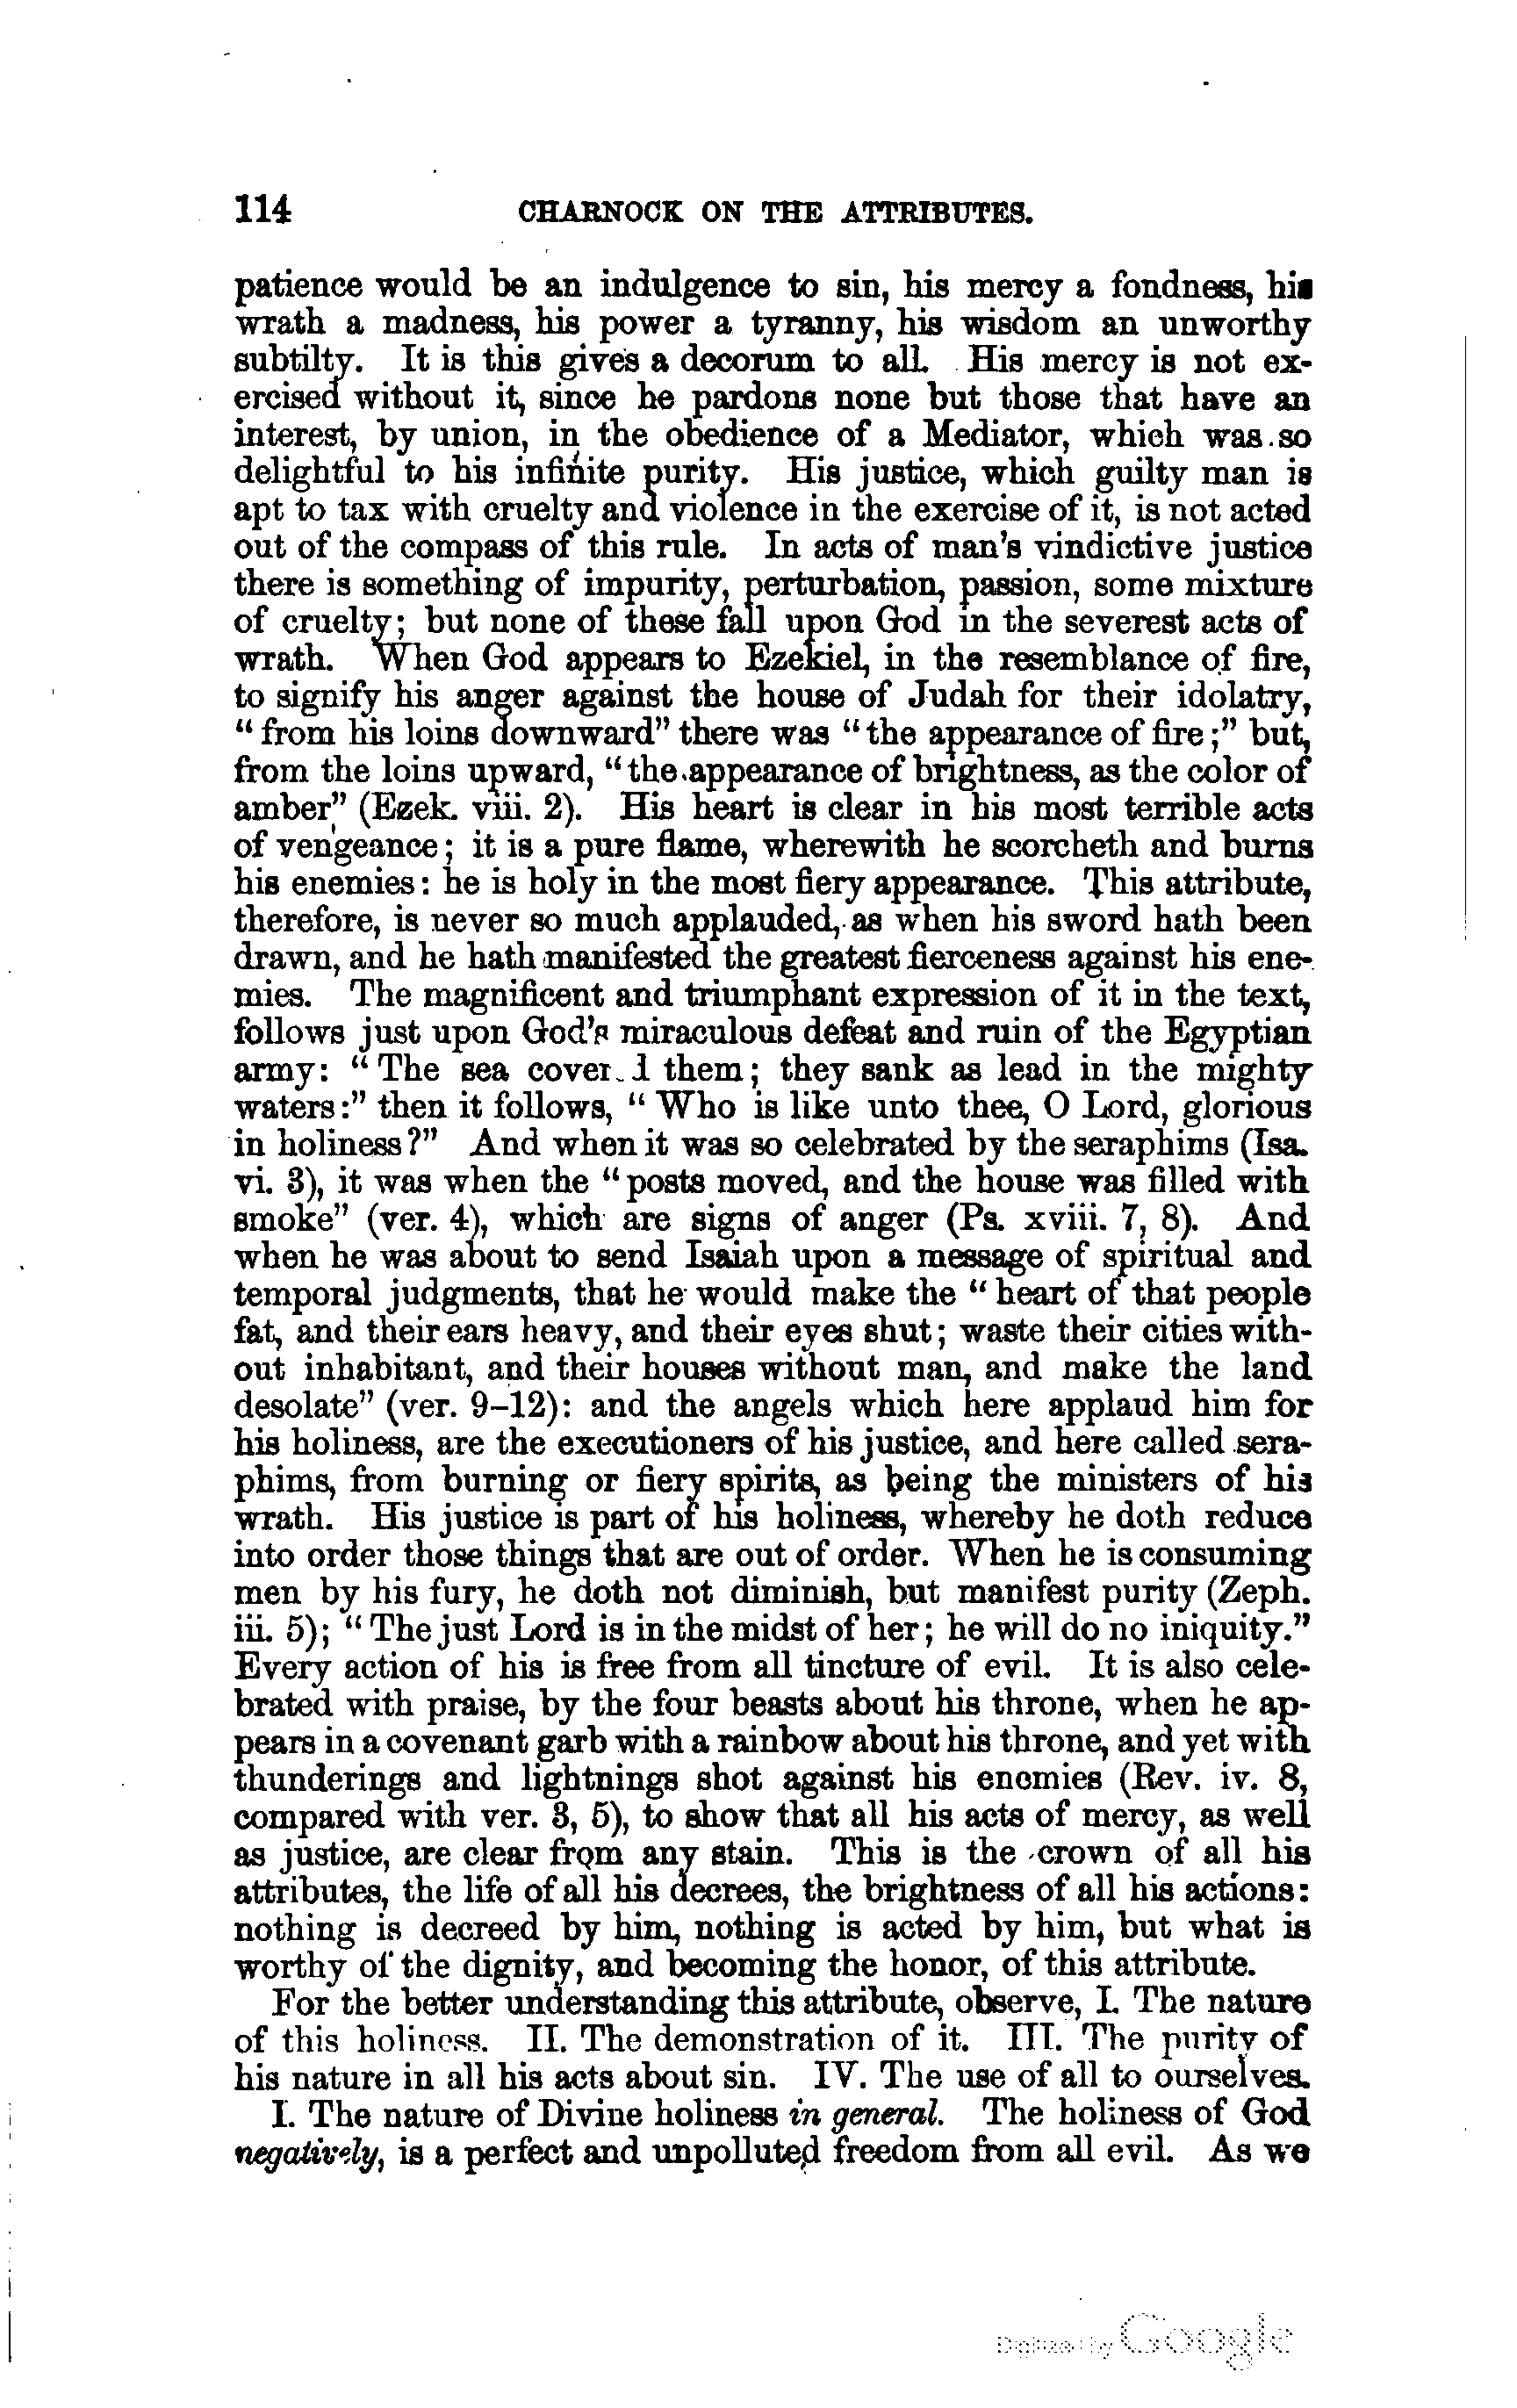 114 CHARNOCK ON THE ATTRIBUTES.
patience would be an indulgence to sin, his mercy a fondness, his
wrath a madness, his power a tyranny, his wisdom an unworthy
subtilty. It is this gives a decorum to all. His mercy is not ex-
ercised without it, since he pardons none but those that have an
interest, by union, in the obedience of a Mediator, which was so
delightful to his infinite purity. His justice, which guilty man is
apt to tax with cruelty and violence in the exercise of it, is not acted
out of the compass of this rule. In acts of man's vindictive justice
there is something of impurity, perturbation, passion, some mixture
of cruelty; but none of these fall upon God in the severest acts of
wrath. When God appears to Ezekiel, in the resemblance of fire,
to signify his anger against the house of Judah for their idolatry,
"from his loins downward" there was "the appearance of fire;" but,
from the loins upward, "the appearance of brightness, as the color of
amber" (Ezek. viii. 2). His heart is clear in his most terrible acts
of vengeance; it is a pure flame, wherewith he scorcheth and burns
his enemies: he is holy in the most fiery appearance. This attribute,
therefore, is never so much applauded, as when his sword hath been
drawn, and he hath manifested the greatest fierceness against his ene-
mies. The magnificent and triumphant expression of it in the text,
follows just upon God's miraculous defeat and ruin of the Egyptian
army: "The sea covered them; they sank as lead in the mighty
waters:" then it follows, "Who is like unto thee, O Lord, glorious
in holiness?" And when it was so celebrated by the seraphims (Isa.
vi. 3), it was when the "posts moved, and the house was filled with
smoke" (ver. 4), which are signs of anger (Ps. xviii. 7, 8). And
when he was about to send Isaiah upon a message of spiritual and
temporal judgments, that he would make the "heart of that people
fat, and their ears heavy, and their eyes shut; waste their cities with-
out inhabitant, and their houses without man, and make the land
desolate" (ver. 9–12): and the angels which here applaud him for
his holiness, are the executioners of his justice, and here called sera-
phims, from burning or fiery spirits, as being the ministers of his
wrath. His justice is part of his holiness, whereby he doth reduce
into order those things that are out of order. When he is consuming
men by his fury, he doth not diminish, but manifest purity (Zeph.
iii. 5); "The just Lord is in the midst of her; he will do no iniquity."
Every action of his is free from all tincture of evil. It is also cele-
brated with praise, by the four beasts about his throne, when he ap-
pears in a covenant garb with a rainbow about his throne, and yet with
thunderings and lightnings shot against his enemies (Rev. iv. 8,
compared with ver. 3, 5), to show that all his acts of mercy, as well
as justice, are clear from any stain. This is the crown of all his
attributes, the life of all his decrees, the brightness of all his actions:
nothing is decreed by him, nothing is acted by him, but what is
worthy of the dignity, and becoming the honor, of this attribute.
For the better understanding this attribute, observe, I. The nature
of this holiness. II. The demonstration of it. III. The purity of
his nature in all his acts about sin. IV. The use of all to ourselves.
I. The nature of Divine holiness in general. The holiness of God
negatively, is a perfect and unpolluted freedom from all evil. As we
Digitized by Google